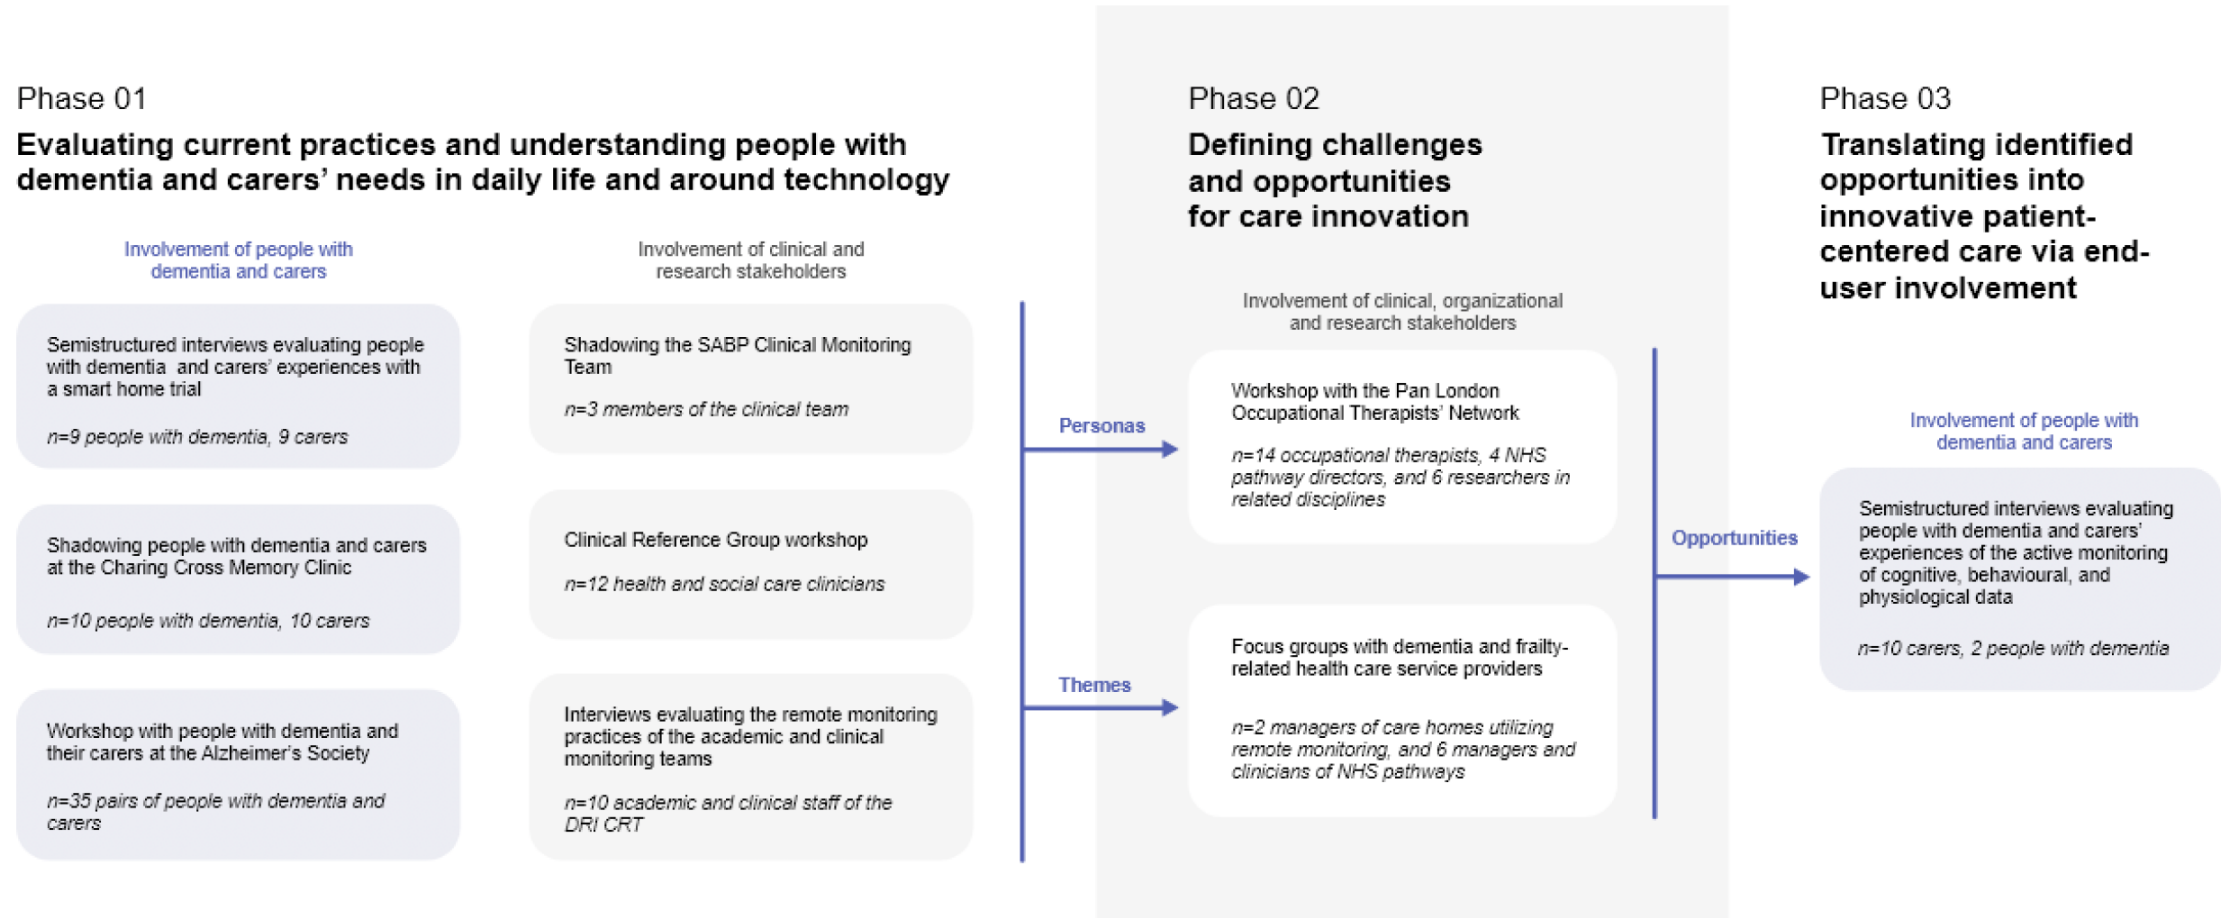 Phase 01
Evaluating current practices and understanding people with
dementia and carers’ needs in daily life and around technology
Involvement of people with
dementia and carers
Semistructured interviews evaluating people
with dementia and carers’ experiences with
a smart home trial
n=9 people with dementia, 9 carers
Shadowing people with dementia and carers
at the Charing Cross Memory Clinic
n=10 people with dementia, 10 carers
Workshop with people with dementia and
their carers at the Alzheimer’s Society
n=35 pairs of people with dementia and
carers
Involvement of clinical and
research stakeholders
Shadowing the SABP Clinical Monitoring
Team
n=3 members of the clinical team
Clinical Reference Group workshop
n=12 health and social care clinicians
Interviews evaluating the remote monitoring
practices of the academic and clinical
monitoring teams
n=10 academic and clinical staff of the
DRI CRT
Personas
Themes
Phase 02
Defining challenges
and opportunities
for care innovation
Involvement of clinical, organizational
and research stakeholders
Workshop with the Pan London
Occupational Therapists’ Network
n=14 occupational therapists, 4 NHS
pathway directors, and 6 researchers in
related disciplines
Focus groups with dementia and frailty-
related health care service providers
n=2 managers of care homes utilizing
remote monitoring, and 6 managers and
clinicians of NHS pathways
Opportunities
Phase 03
Translating identified
opportunities into
innovative patient-
centered care via end-
user involvement
Involvement of people with
dementia and carers
Semistructured interviews evaluating
people with dementia and carers’
experiences of the active monitoring
of cognitive, behavioural, and
physiological data
n=10 carers, 2 people with dementia